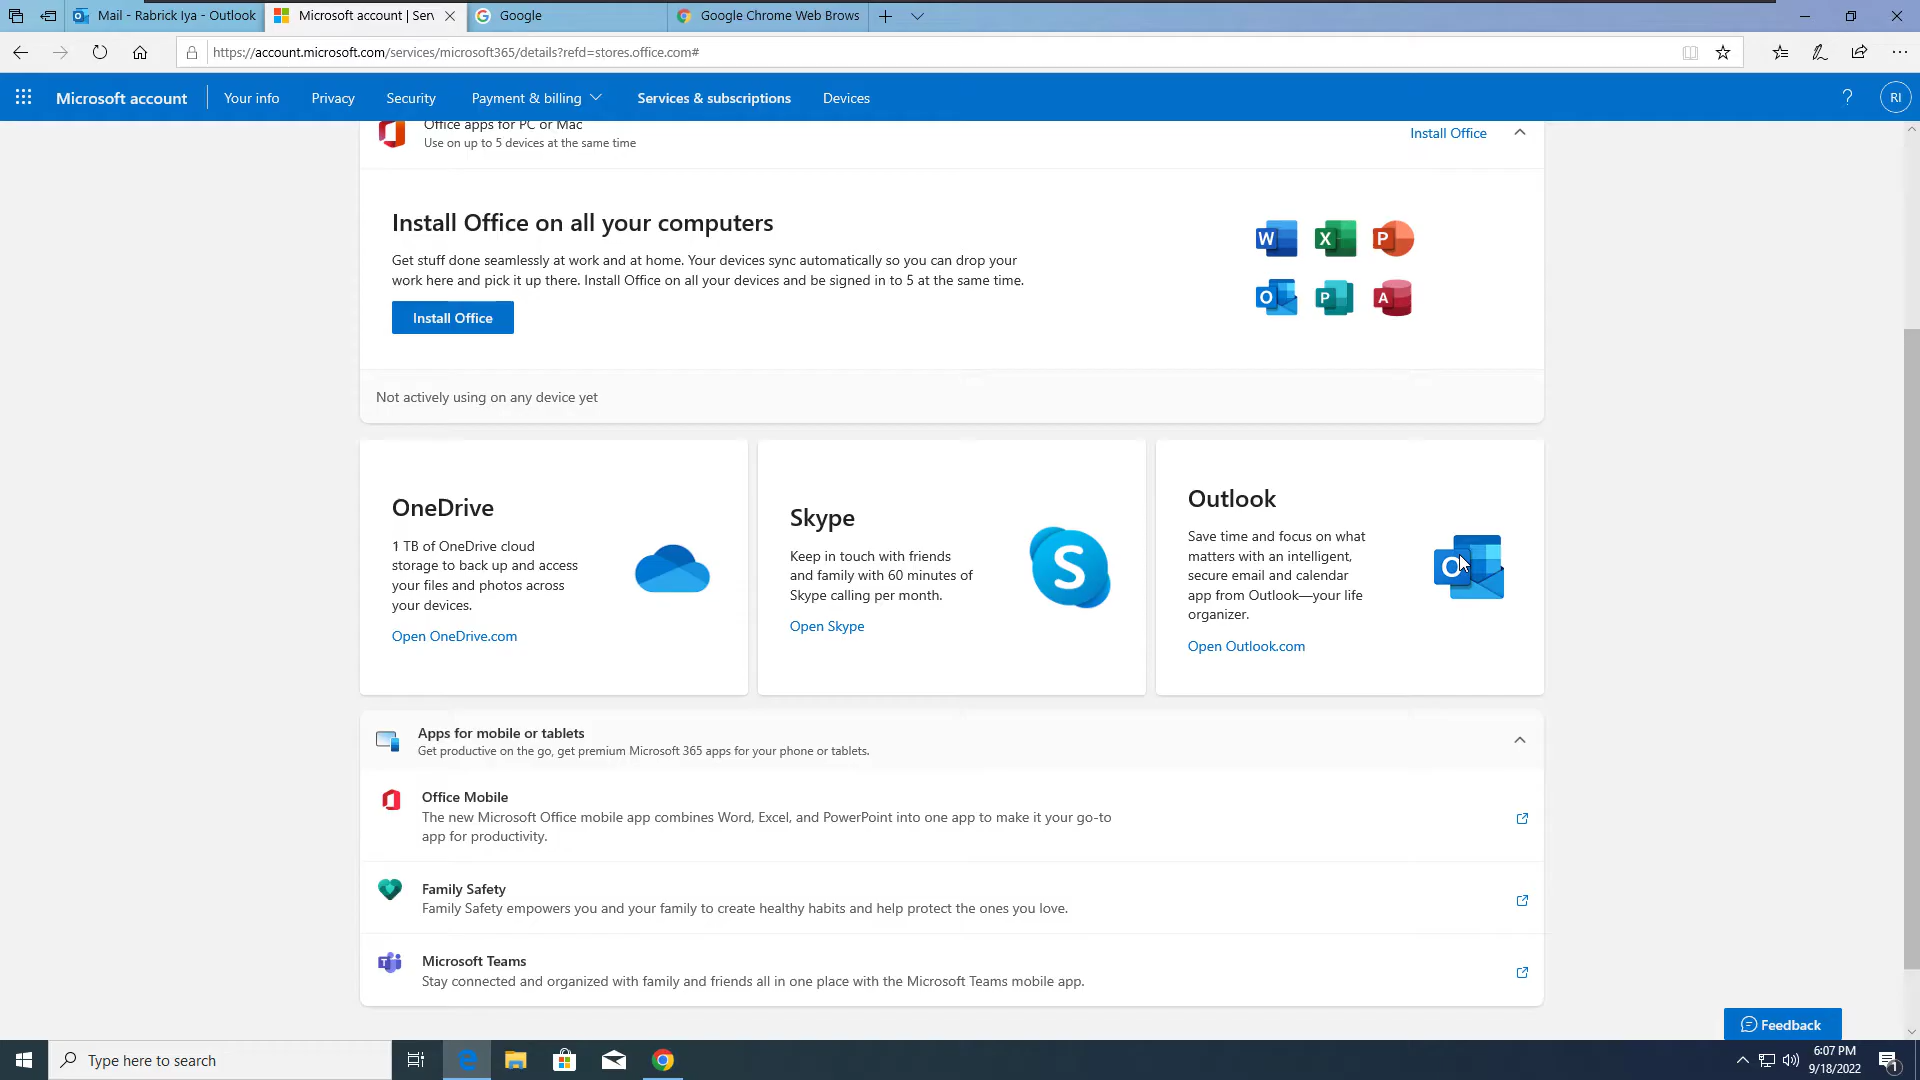 Mail - Rabrick Iya - Outlook
Microsoft account | Serv
Google
Google Chrome Web Brows
https://account.microsoft.com/services/microsoft365/details?refd=stores.office.com#
Microsoft account
Your info
Privacy
Security
Payment & billing
Services & subscriptions
Devices
?
RI
Office apps for PC or Mac
Use on up to 5 devices at the same time
Install Office
Install Office on all your computers
Get stuff done seamlessly at work and at home. Your devices sync automatically so you can drop your
work here and pick it up there. Install Office on all your devices and be signed in to 5 at the same time.
Install Office
W
X
P
O
P
A
Not actively using on any device yet
OneDrive
1 TB of OneDrive cloud
storage to back up and access
your files and photos across
your devices.
Open OneDrive.com
Skype
Keep in touch with friends
and family with 60 minutes of
Skype calling per month.
Open Skype
S
Outlook
Save time and focus on what
matters with an intelligent,
secure email and calendar
app from Outlook—your life
organizer.
Open Outlook.com
O
Apps for mobile or tablets
Get productive on the go, get premium Microsoft 365 apps for your phone or tablets.
Office Mobile
The new Microsoft Office mobile app combines Word, Excel, and PowerPoint into one app to make it your go-to
app for productivity.
Family Safety
Family Safety empowers you and your family to create healthy habits and help protect the ones you love.
Microsoft Teams
Stay connected and organized with family and friends all in one place with the Microsoft Teams mobile app.
Feedback
Type here to search
6:07 PM
9/18/2022
1